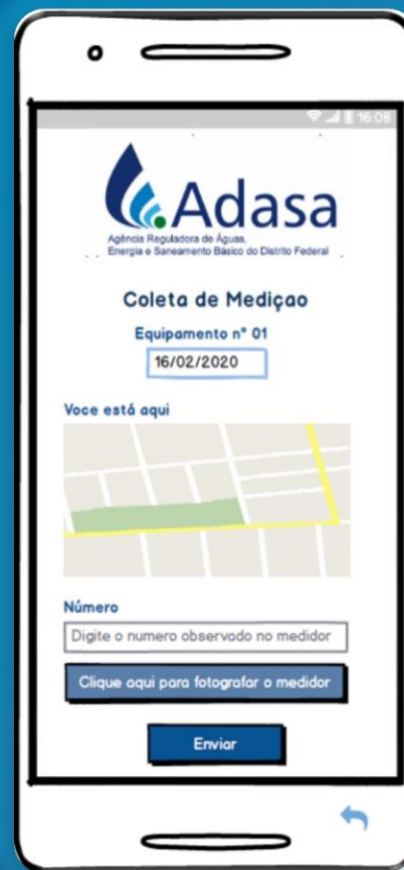 16:08
Adasa
Agência Reguladora de Águas,
Energia e Saneamento Básico do Distrito Federal
Coleta de Mediçao
Equipamento n° 01
16/02/2020
Voce está aqui
Número
Digite o numero observado no medidor
Clique aqui para fotografar o medidor
Enviar